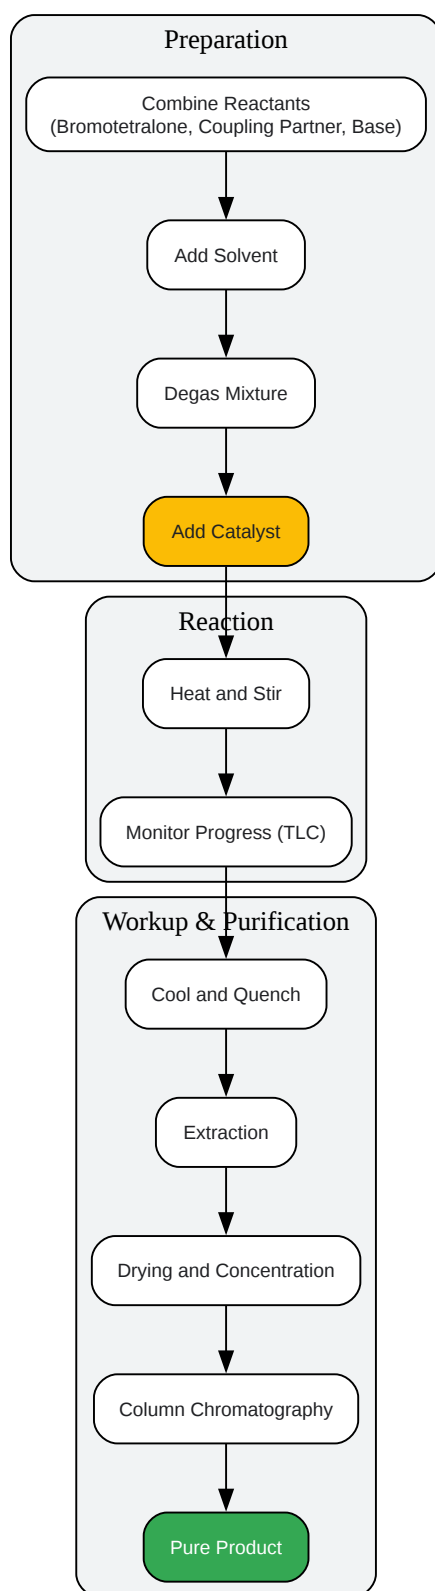 Preparation
Combine Reactants
(Bromotetralone, Coupling Partner, Base)
Add Solvent
Degas Mixture
Add Catalyst
Reaction
Heat and Stir
Monitor Progress (TLC)
Workup & Purification
Cool and Quench
Extraction
Drying and Concentration
Column Chromatography
Pure Product